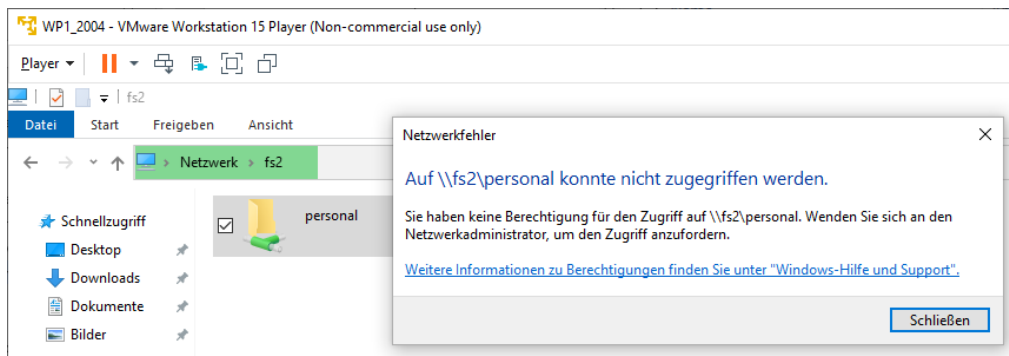 WP1_2004 - VMware Workstation 15 Player (Non-commercial use only)
Player
fs2
Datei Start Freigeben Ansicht
Netzwerk > fs2
Schnellzugriff
Desktop
Downloads
Dokumente
Bilder
personal
Netzwerkfehler
Auf \\fs2\personal konnte nicht zugegriffen werden.
Sie haben keine Berechtigung für den Zugriff auf \\fs2\personal. Wenden Sie sich an den
Netzwerkadministrator, um den Zugriff anzufordern.
Weitere Informationen zu Berechtigungen finden Sie unter "Windows-Hilfe und Support".
Schließen